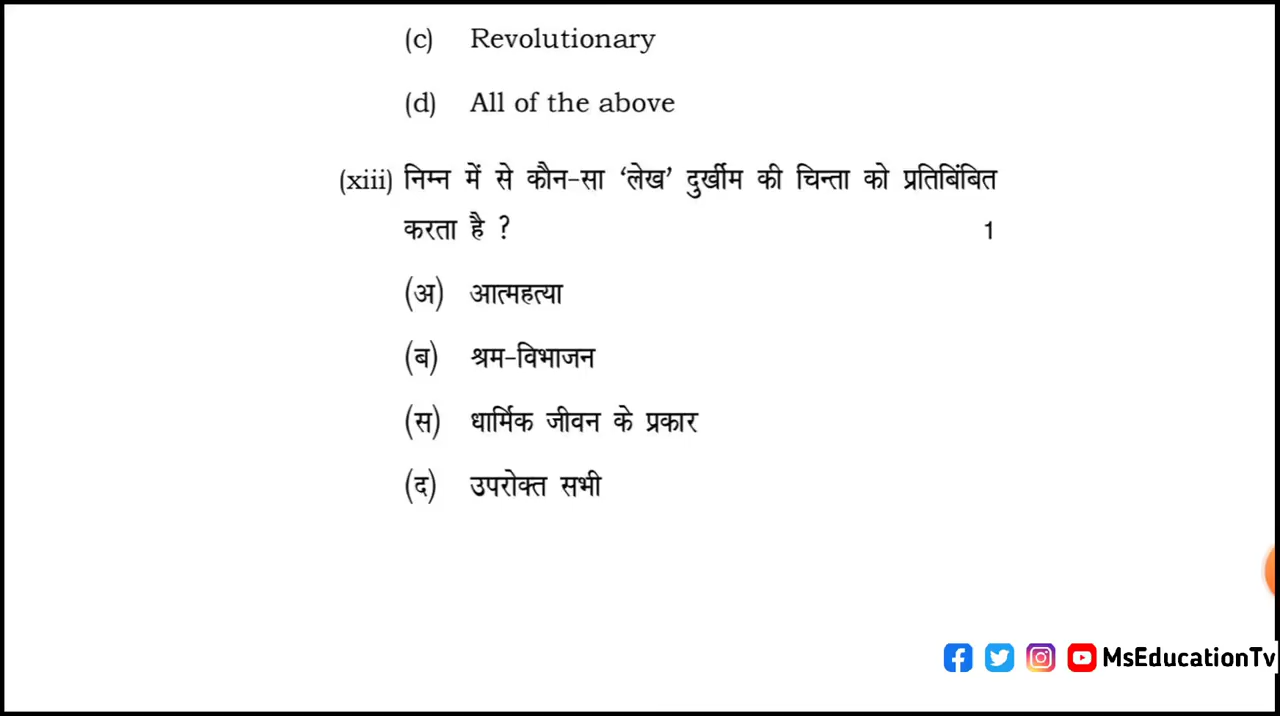 (c) Revolutionary
(d) All of the above
(xiii) निम्न में से कौन-सा ‘लेख’ दुर्खीम की चिन्ता को प्रतिबिंबित
करता है ? 1
(अ) आत्महत्या
(ब) श्रम-विभाजन
(स) धार्मिक जीवन के प्रकार
(द) उपरोक्त सभी
MsEducationTv